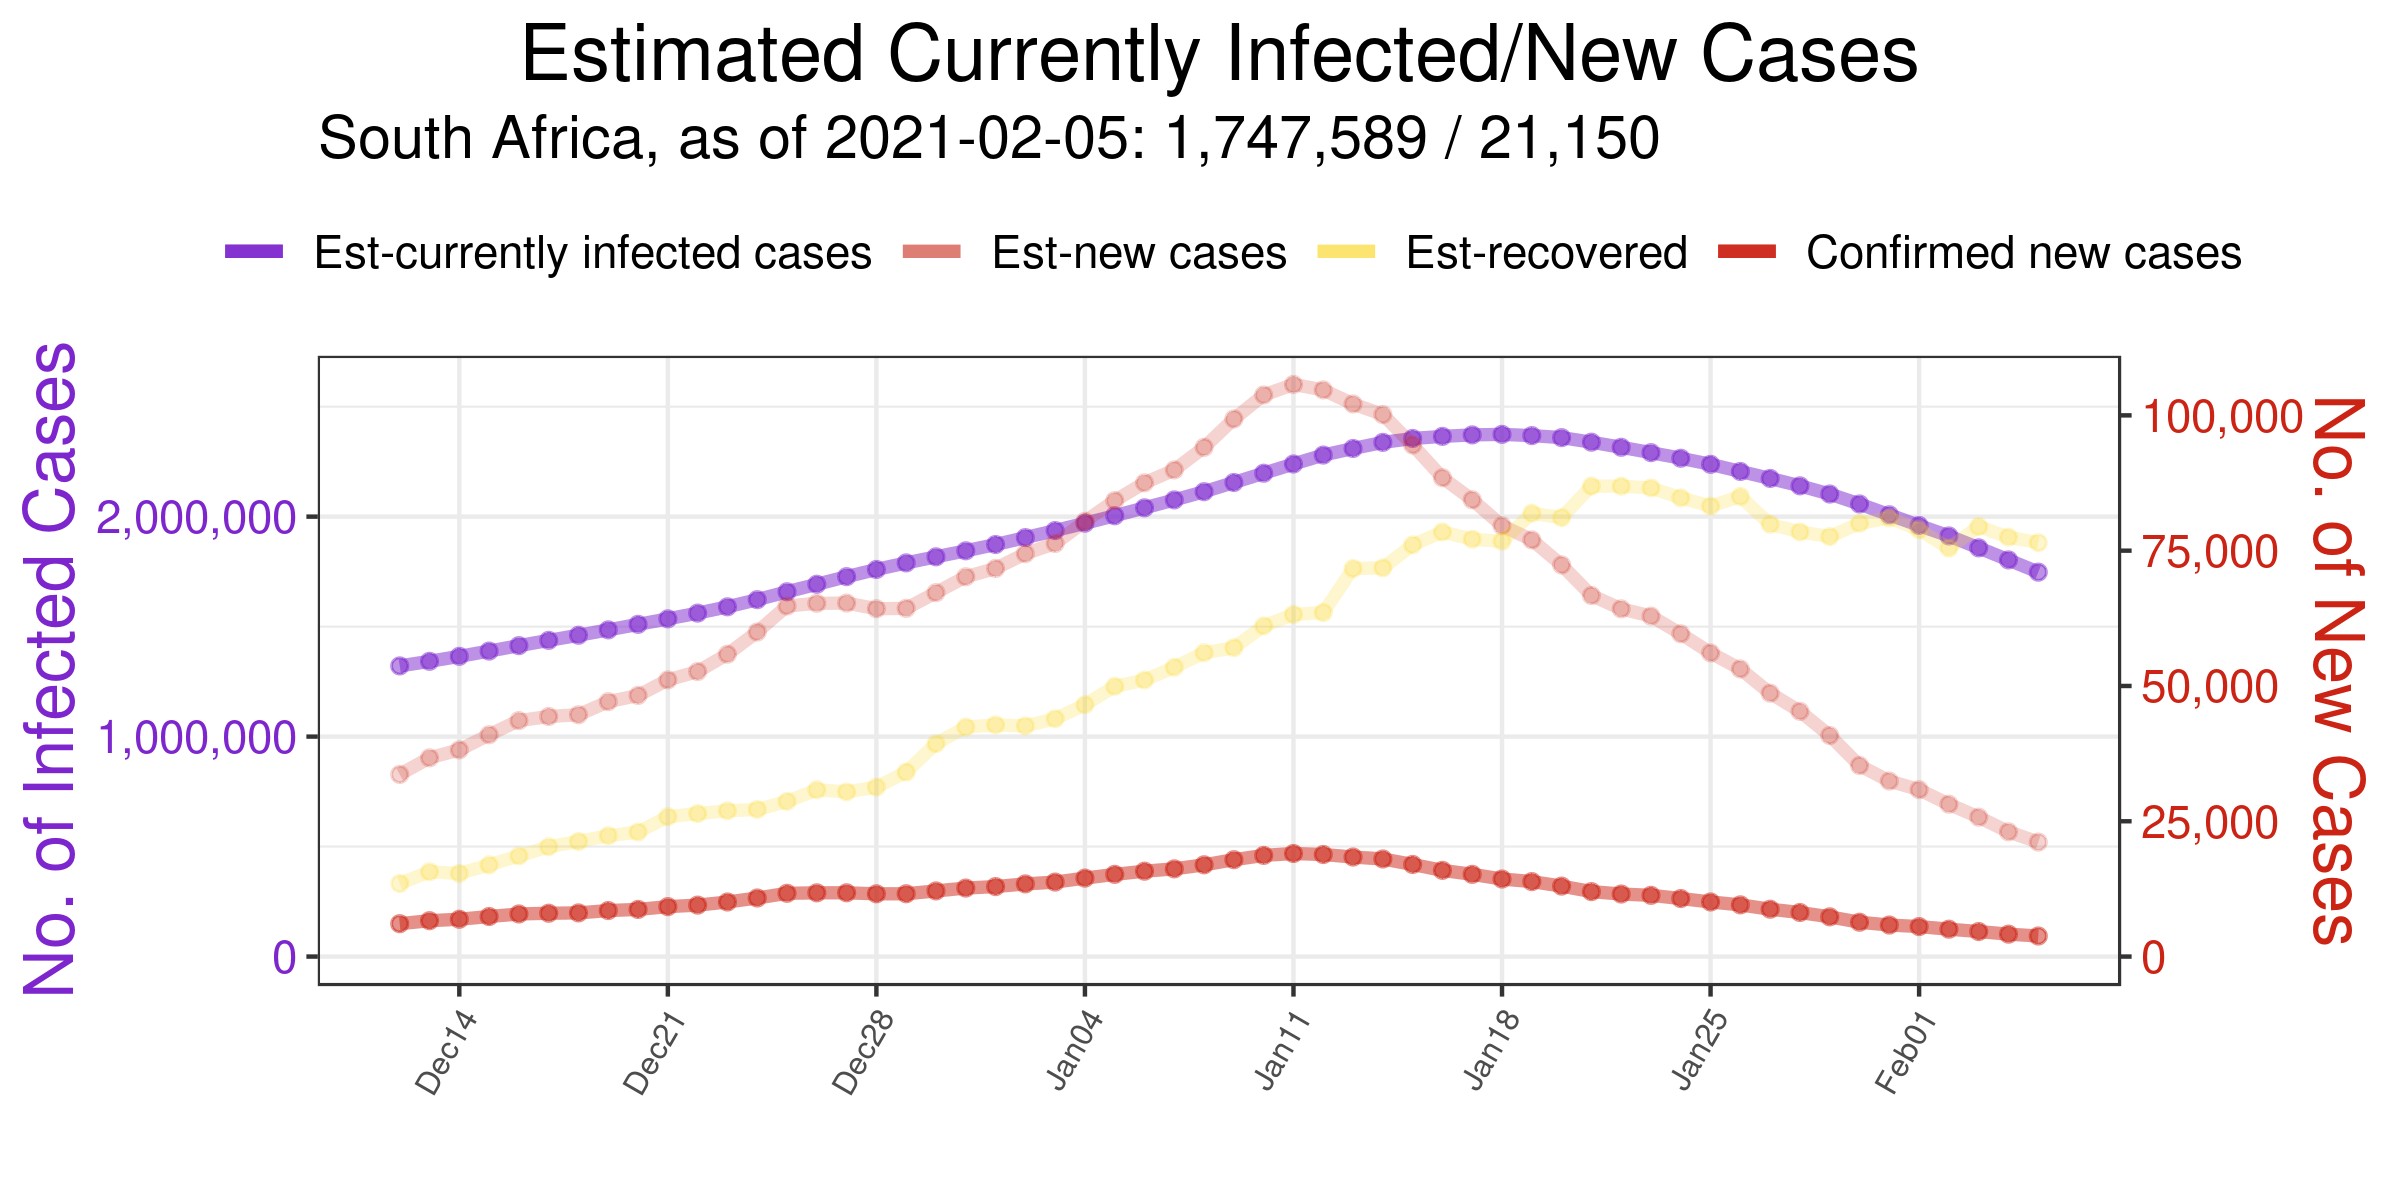 Estimated Currently Infected/New Cases
South Africa, as of 2021-02-05: 1,747,589 / 21,150
Est-currently infected cases Est-new cases Est-recovered Confirmed new cases
No. of Infected Cases
2,000,000
1,000,000
0
100,000
75,000
50,000
25,000
0
No. of New Cases
Dec14 Dec21 Dec28 Jan04 Jan11 Jan18 Jan25 Feb01